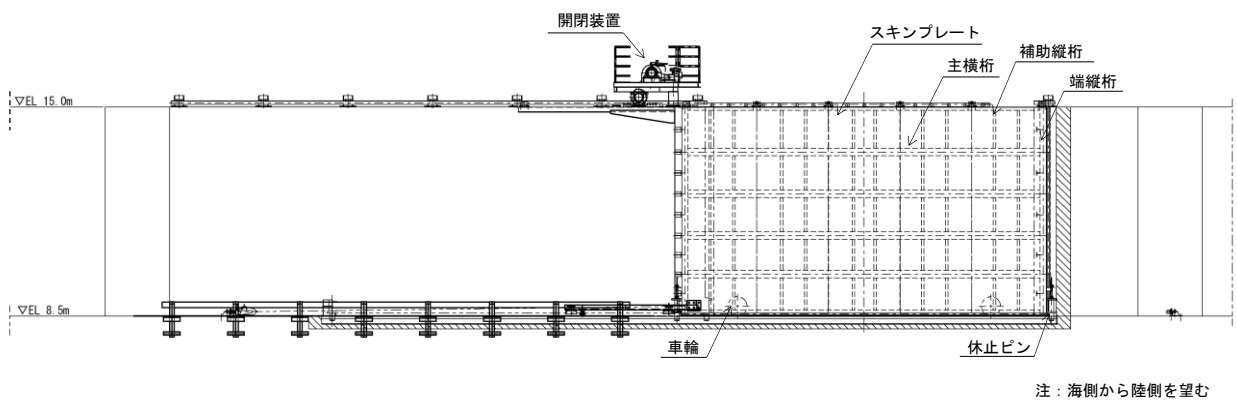 開閉装置
スキンプレート
補助縦桁
主横桁
端縦桁
▽EL 15.0m
▽EL 8.5m
車輪
休止ピン
注：海側から陸側を望む